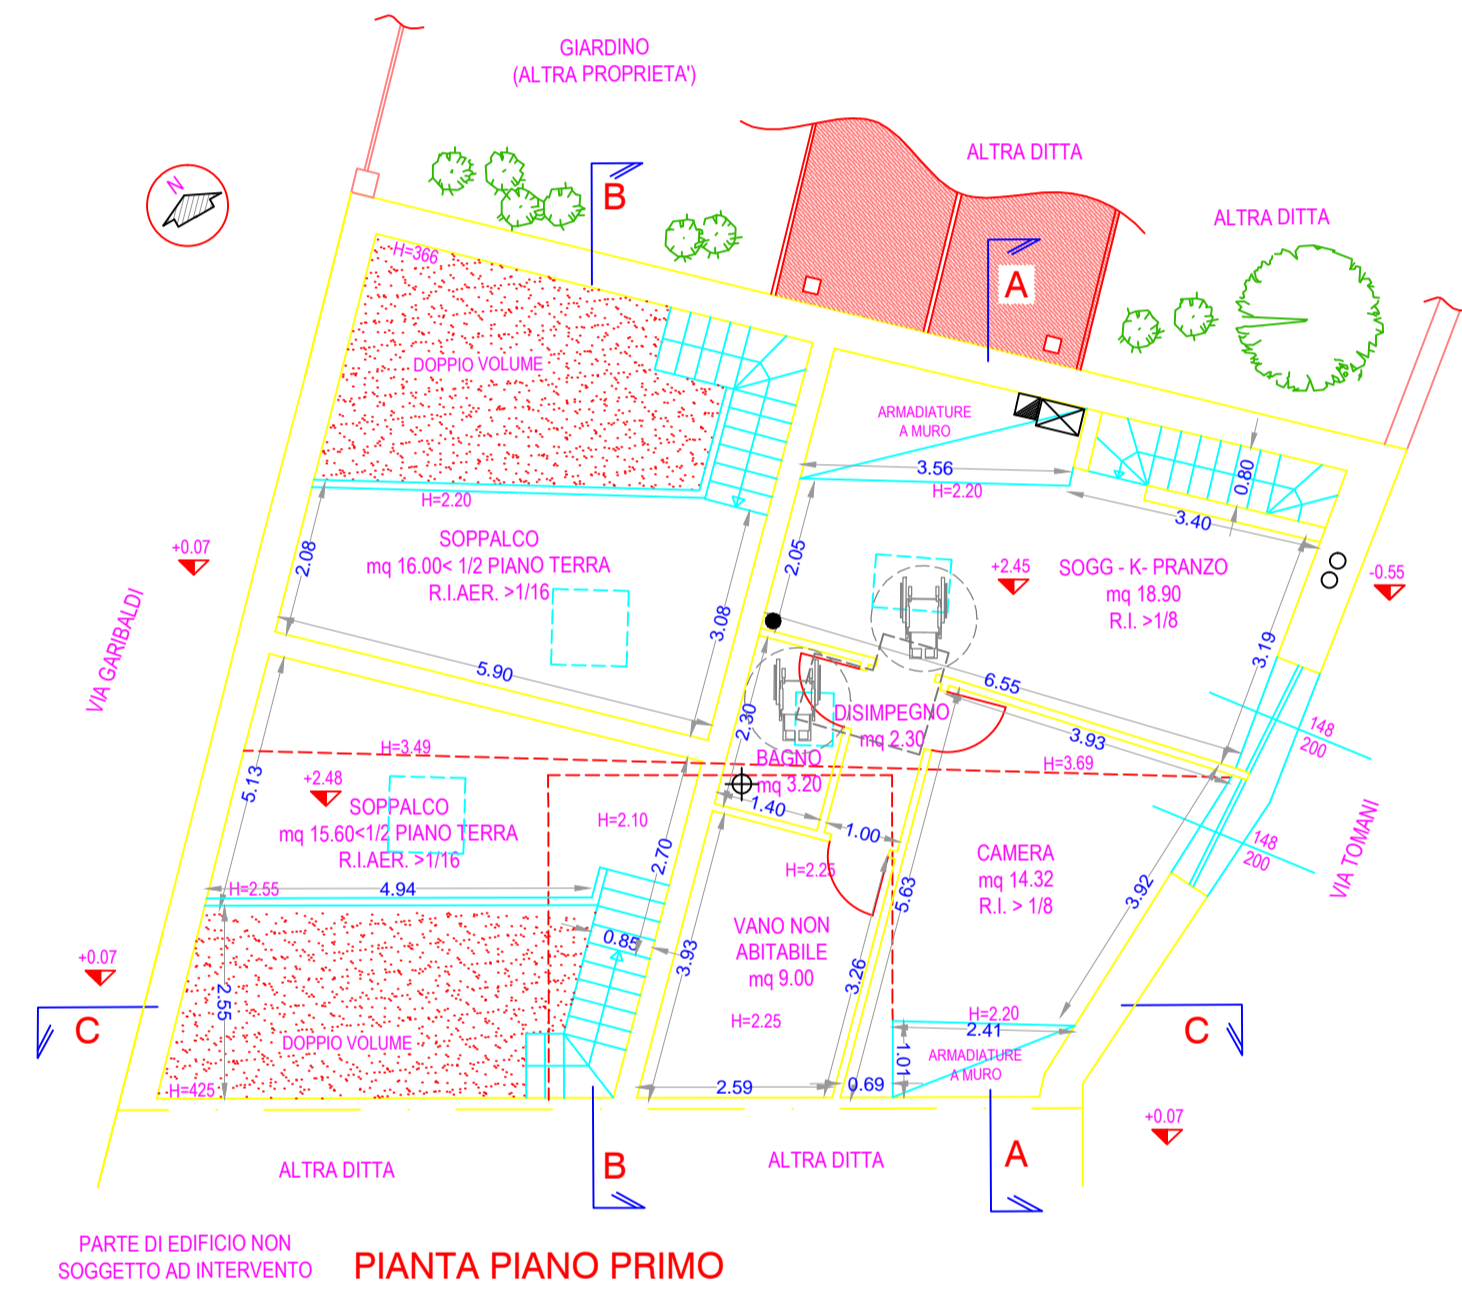 GIARDINO
(ALTRA PROPRIETA')
ALTRA DITTA
ALTRA DITTA
N
B
A
H=366
DOPPIO VOLUME
ARMADIATURE
A MURO
3.56
H=2.20
0.80
3.40
H=2.20
SOPPALCO
mq 16.00< 1/2 PIANO TERRA
R.I.AER. >1/16
2.08
2.05
3.08
5.90
+0.07
VIA GARIBALDI
+2.45
SOGG - K- PRANZO
mq 18.90
R.I. >1/8
-0.55
3.19
6.55
2.30
DISIMPEGNO
mq 2.30
3.93
148
200
BAGNO
mq 3.20
H=3.49
H=3.69
5.13
+2.48
SOPPALCO
mq 15.60<1/2 PIANO TERRA
R.I.AER. >1/16
H=2.10
2.70
1.40
1.00
H=2.25
148
200
VIA TOMANI
CAMERA
mq 14.32
R.I. > 1/8
5.63
3.92
H=2.55
4.94
0.85
VANO NON
ABITABILE
mq 9.00
3.93
3.26
H=2.25
+0.07
C
2.55
DOPPIO VOLUME
H=425
H=2.20
2.41
1.01
ARMADIATURE
A MURO
2.59
0.69
C
+0.07
ALTRA DITTA
B
ALTRA DITTA
A
PARTE DI EDIFICIO NON
SOGGETTO AD INTERVENTO
PIANTA PIANO PRIMO